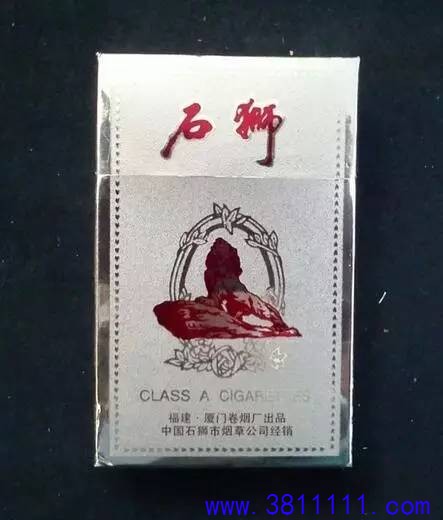 石狮
CLASS A CIGARETTES
福建·厦门卷烟厂出品
中国石狮市烟草公司经销
www.3811111.com